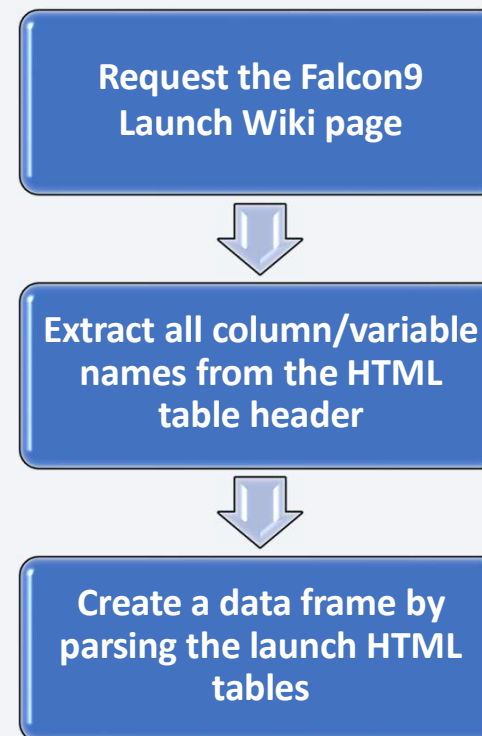 Request the Falcon9
Launch Wiki page
Extract all column/variable
names from the HTML
table header
Create a data frame by
parsing the launch HTML
tables